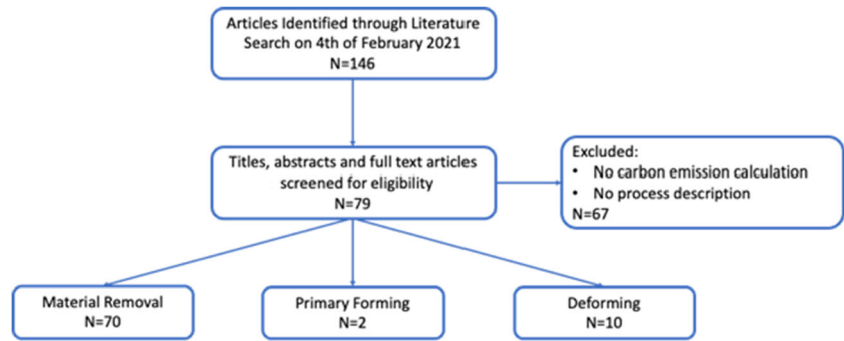 Articles Identified through Literature
Search on 4th of February 2021
N=146
Titles, abstracts and full text articles
screened for eligibility
N=79
Excluded:
• No carbon emission calculation
• No process description
N=67
Material Removal
N=70
Primary Forming
N=2
Deforming
N=10